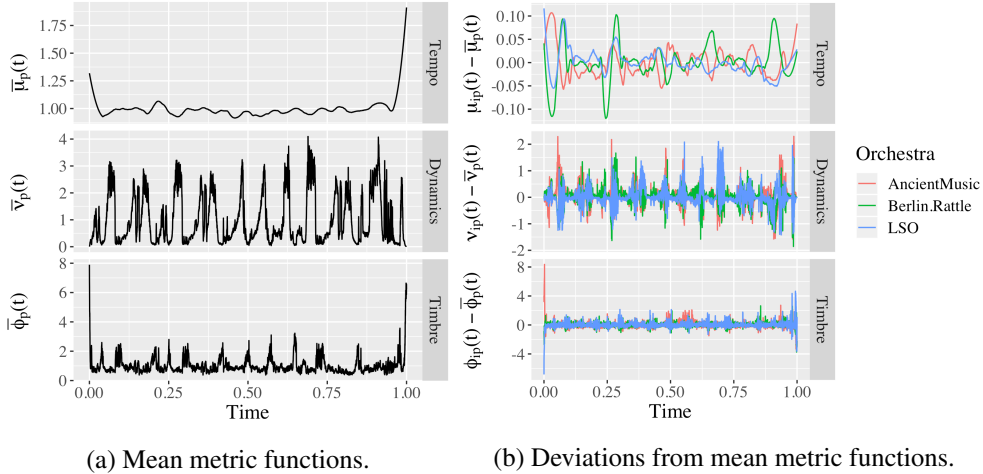 1.75
1.50
1.25
1.00
μ̅p(t)
Tempo
4
3
2
1
0
ν̅p(t)
Dynamics
8
6
4
2
0
ϕ̅p(t)
Timbre
0.00 0.25 0.50 0.75 1.00
Time
(a) Mean metric functions.
0.10
0.05
0.00
-0.05
-0.10
μip(t) − μ̅p(t)
Tempo
2
1
0
-1
-2
νip(t) − ν̅p(t)
Dynamics
8
4
0
-4
ϕip(t) − ϕ̅p(t)
Timbre
0.00 0.25 0.50 0.75 1.00
Time
(b) Deviations from mean metric functions.
Orchestra
AncientMusic
Berlin.Rattle
LSO